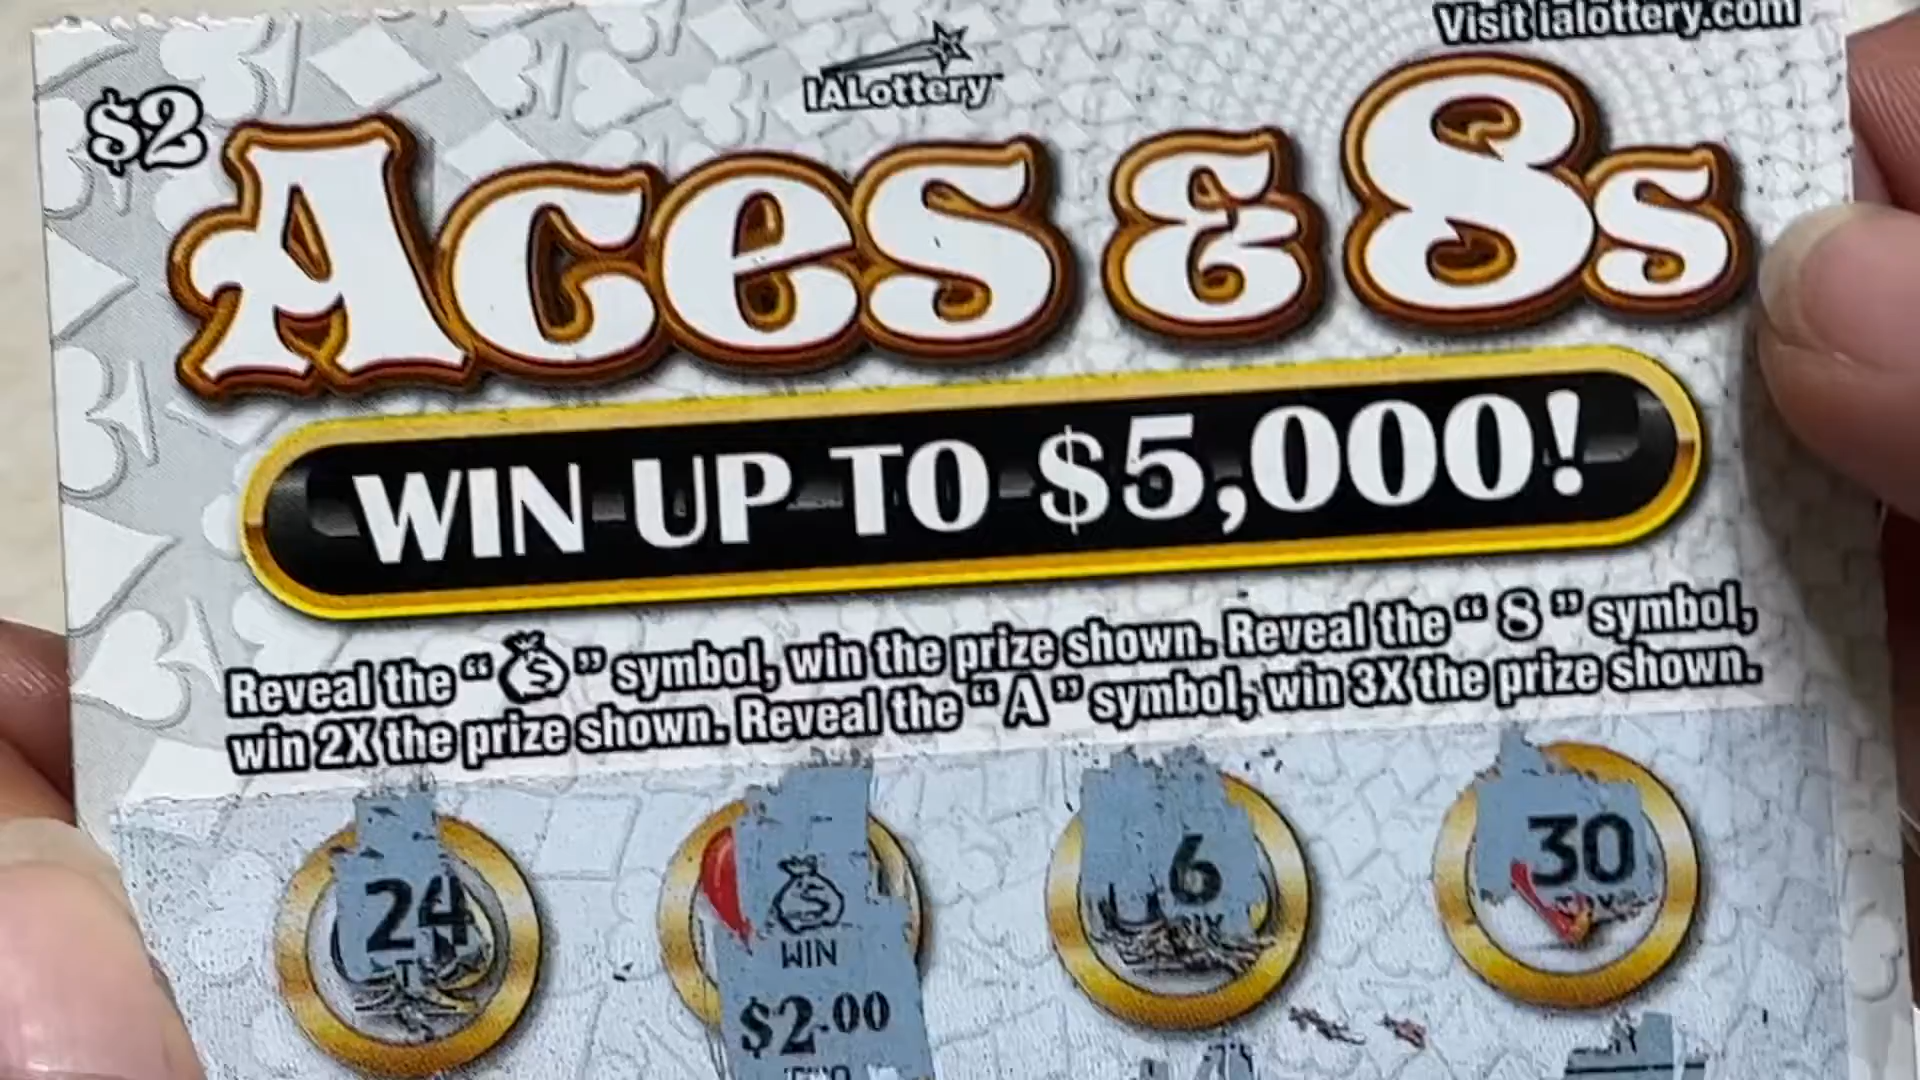 Visit ialottery.com
IALottery
$2
Aces & 8s
WIN UP TO $5,000!
Reveal the “ ” symbol, win the prize shown. Reveal the “ 8 ” symbol,
win 2X the prize shown. Reveal the “ A ” symbol, win 3X the prize shown.
24 6 30
WIN
$2.00